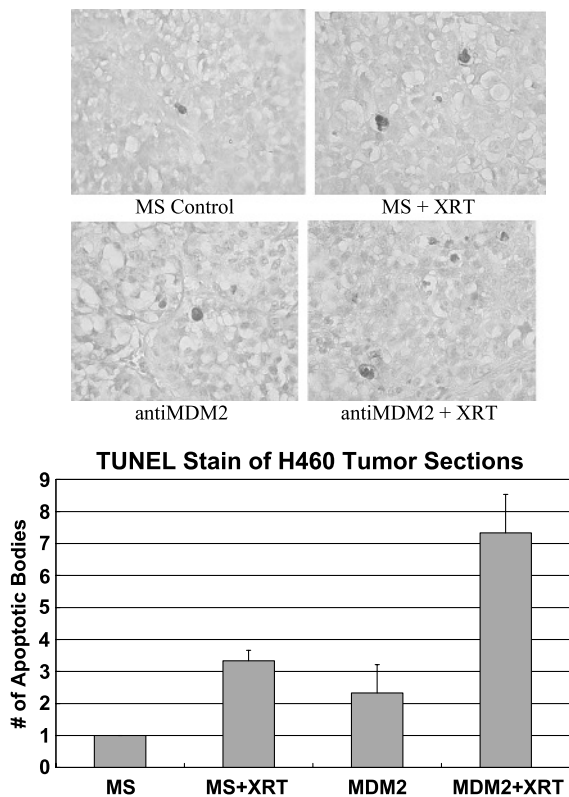 MS Control
MS + XRT
antiMDM2
antiMDM2 + XRT
TUNEL Stain of H460 Tumor Sections
# of Apoptotic Bodies
9
8
7
6
5
4
3
2
1
0
MS
MS+XRT
MDM2
MDM2+XRT